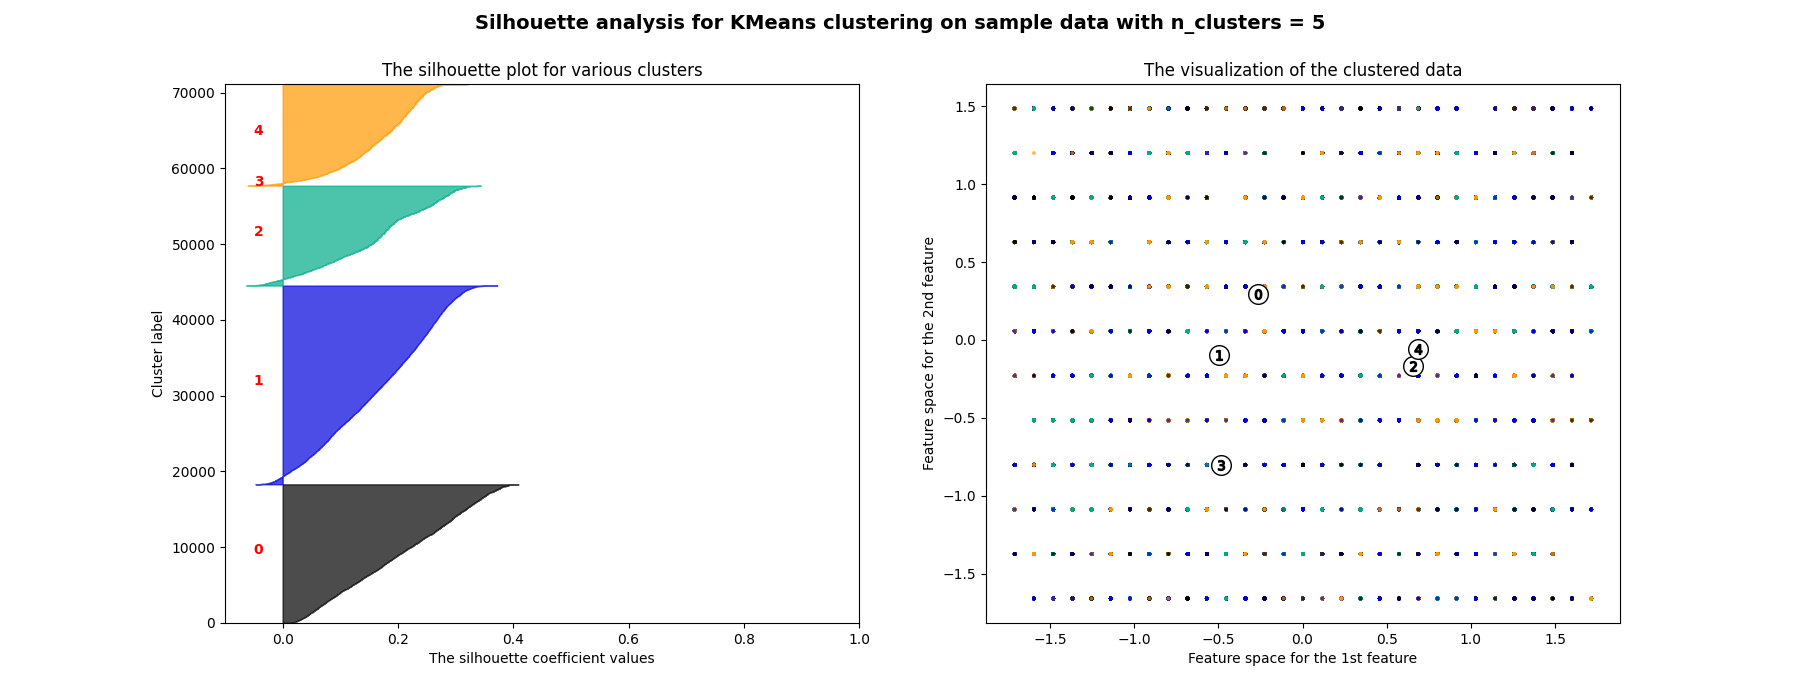 Silhouette analysis for KMeans clustering on sample data with n_clusters = 5
The silhouette plot for various clusters
70000
60000
50000
40000
30000
20000
10000
0
Cluster label
4
3
2
1
0
0.0 0.2 0.4 0.6 0.8 1.0
The silhouette coefficient values
The visualization of the clustered data
1.5
1.0
0.5
0.0
−0.5
−1.0
−1.5
Feature space for the 2nd feature
0
1
4
2
3
−1.5 −1.0 −0.5 0.0 0.5 1.0 1.5
Feature space for the 1st feature